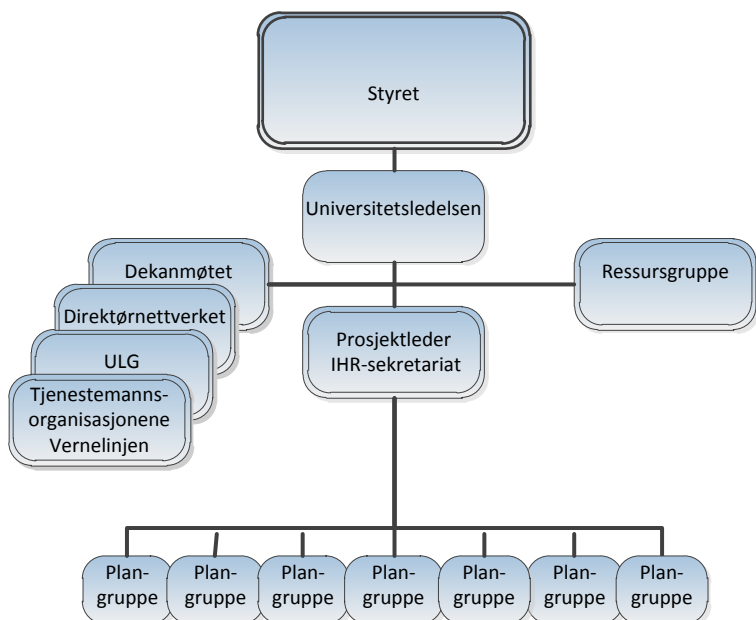 Styret
Universitetsledelsen
Dekanmøtet
Direktørnettverket
ULG
Tjenestemanns-
organisasjonene
Vernelinjen
Ressursgruppe
Prosjektleder
IHR-sekretariat
Plan-
gruppe
Plan-
gruppe
Plan-
gruppe
Plan-
gruppe
Plan-
gruppe
Plan-
gruppe
Plan-
gruppe